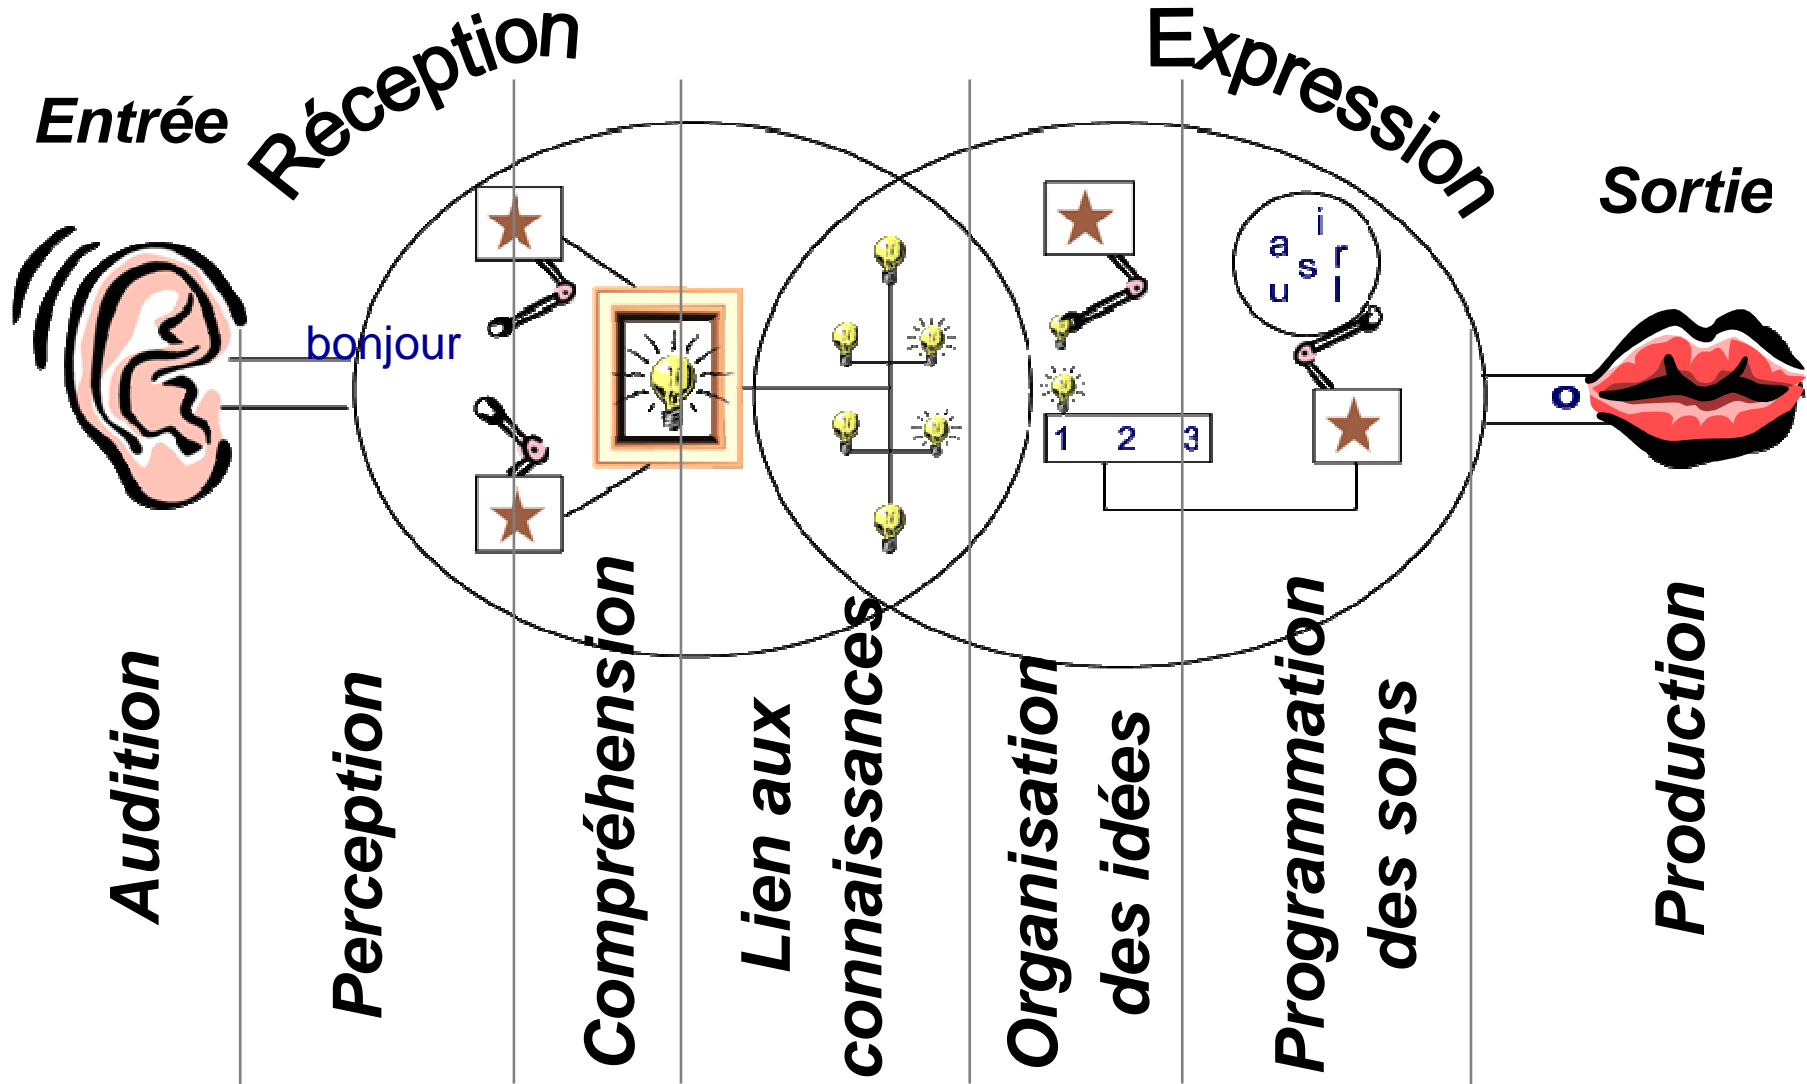 Réception
Expression
Entrée
Sortie
bonjour
i
a
s
r
u
l
1 2 3
o
Audition
Perception
Compréhension
Lien aux
connaissances
Organisation
des idées
Programmation
des sons
Production